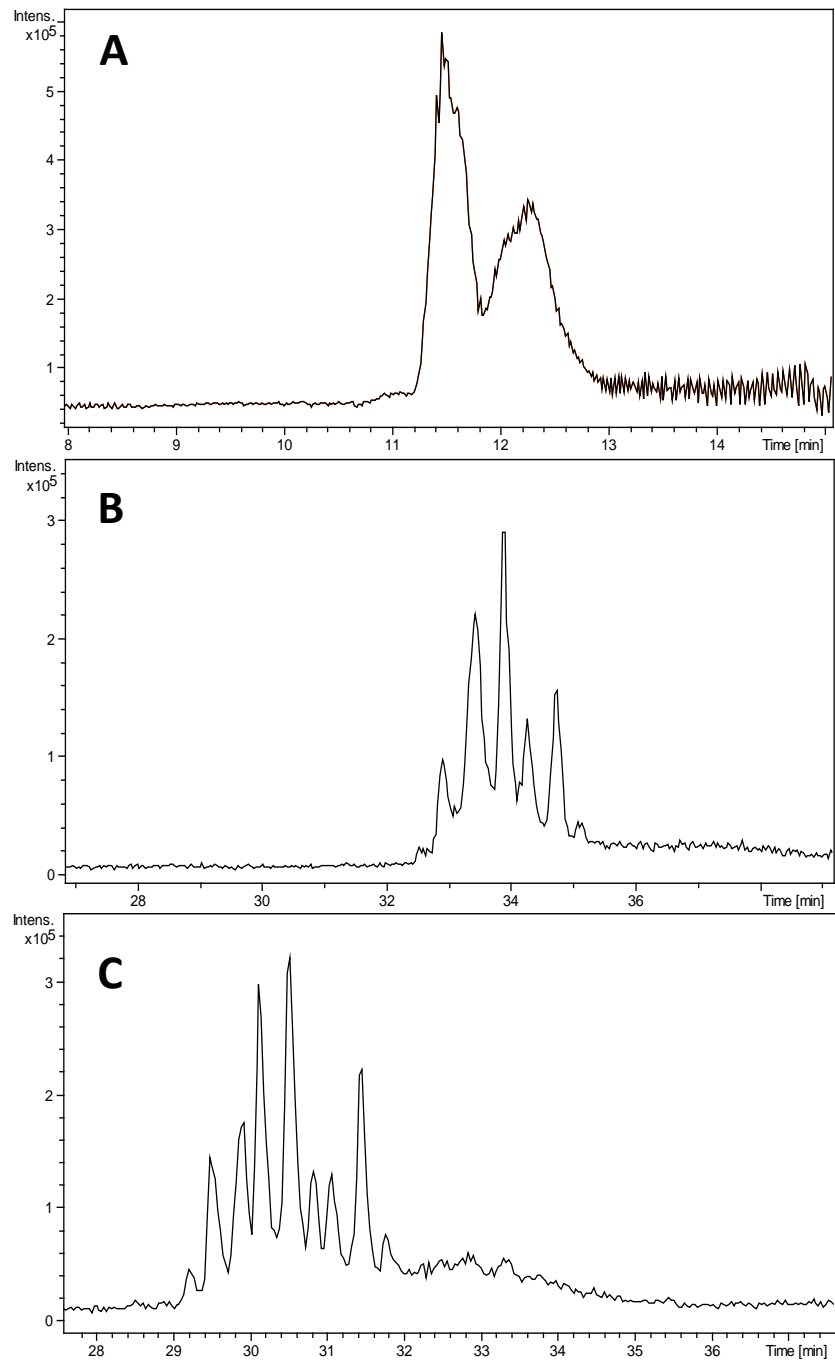 Intens.
x10^5
A
5
4
3
2
1
8 9 10 11 12 13 14 Time [min]
Intens.
x10^5
B
3
2
1
0
28 30 32 34 36 Time [min]
Intens.
x10^5
C
3
2
1
0
28 29 30 31 32 33 34 35 36 Time [min]